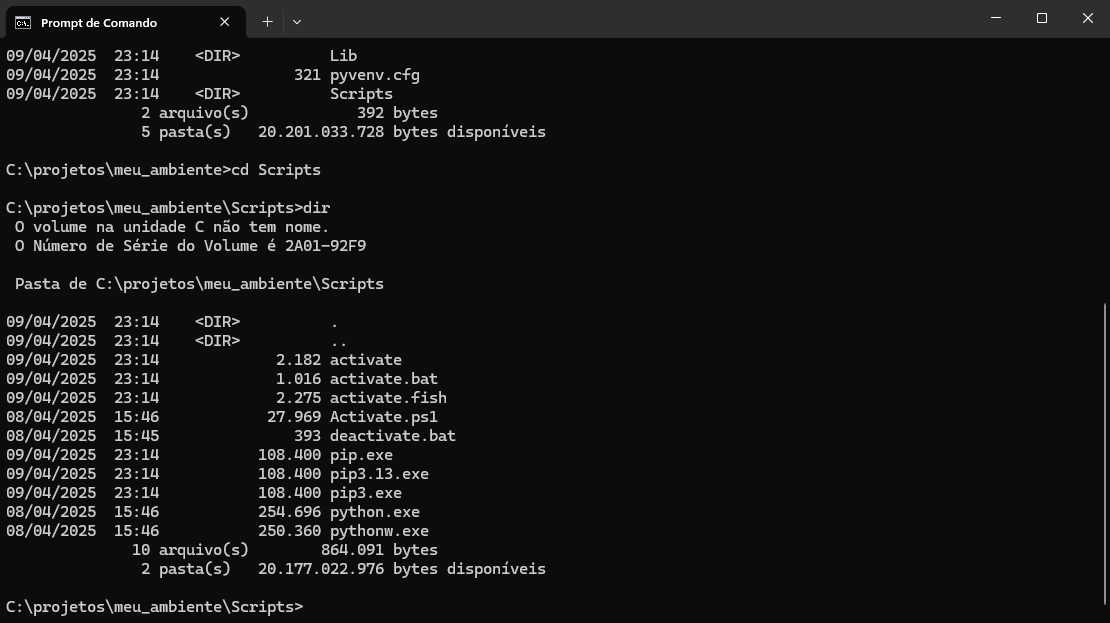 Prompt de Comando
09/04/2025  23:14    <DIR>          Lib
09/04/2025  23:14               321 pyvenv.cfg
09/04/2025  23:14    <DIR>          Scripts
               2 arquivo(s)            392 bytes
               5 pasta(s)   20.201.033.728 bytes disponíveis
C:\projetos\meu_ambiente>cd Scripts
C:\projetos\meu_ambiente\Scripts>dir
 O volume na unidade C não tem nome.
 O Número de Série do Volume é 2A01-92F9
 Pasta de C:\projetos\meu_ambiente\Scripts
09/04/2025  23:14    <DIR>          .
09/04/2025  23:14    <DIR>          ..
09/04/2025  23:14             2.182 activate
09/04/2025  23:14             1.016 activate.bat
09/04/2025  23:14             2.275 activate.fish
08/04/2025  15:46            27.969 Activate.ps1
08/04/2025  15:45               393 deactivate.bat
09/04/2025  23:14           108.400 pip.exe
09/04/2025  23:14           108.400 pip3.13.exe
09/04/2025  23:14           108.400 pip3.exe
08/04/2025  15:46           254.696 python.exe
08/04/2025  15:46           250.360 pythonw.exe
              10 arquivo(s)        864.091 bytes
               2 pasta(s)   20.177.022.976 bytes disponíveis
C:\projetos\meu_ambiente\Scripts>